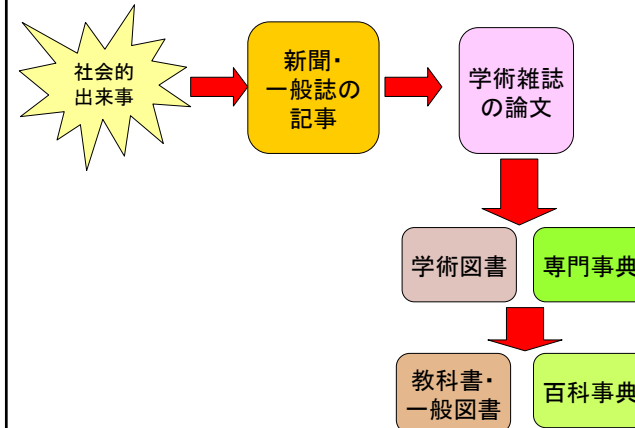 社会的
出来事
新聞・
一般誌の
記事
学術雑誌
の論文
学術図書
専門事典
教科書・
一般図書
百科事典